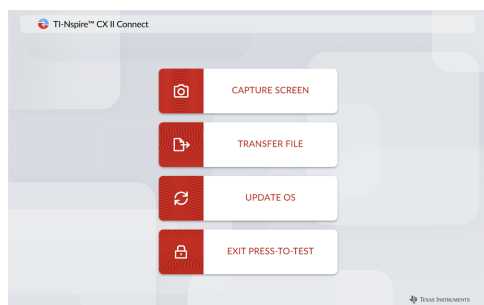 TI-Nspire™ CX II Connect
CAPTURE SCREEN
TRANSFER FILE
UPDATE OS
EXIT PRESS-TO-TEST
TEXAS INSTRUMENTS